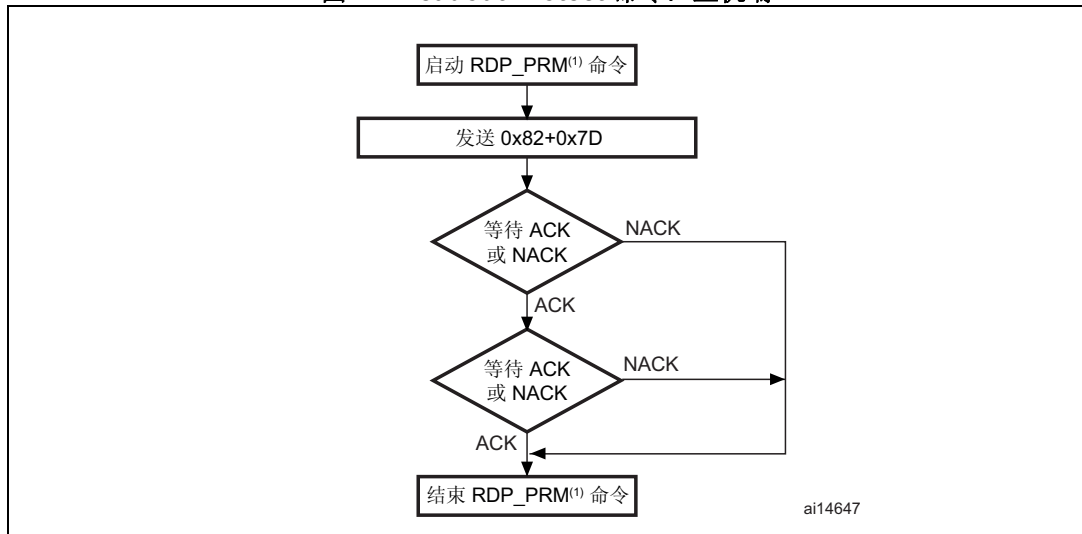 启动 RDP_PRM(1) 命令
发送 0x82+0x7D
等待 ACK
或 NACK
NACK
ACK
等待 ACK
或 NACK
NACK
ACK
结束 RDP_PRM(1) 命令
ai14647